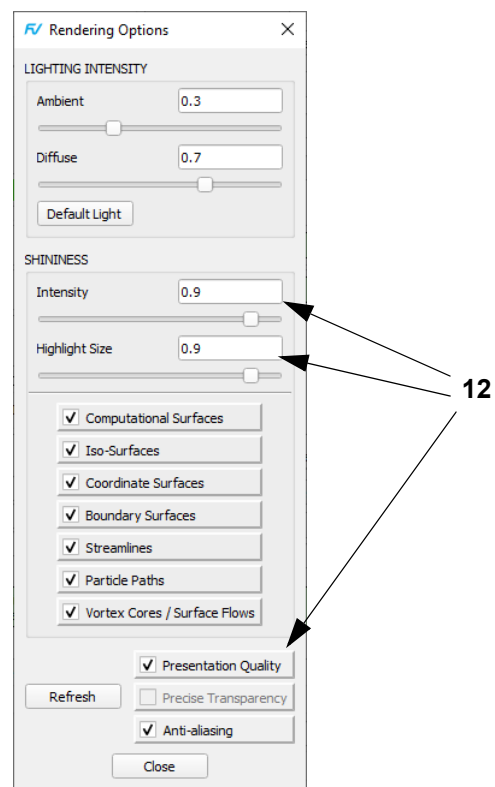 FV Rendering Options
LIGHTING INTENSITY
Ambient 0.3
Diffuse 0.7
Default Light
SHININESS
Intensity 0.9
Highlight Size 0.9
12
Computational Surfaces
Iso-Surfaces
Coordinate Surfaces
Boundary Surfaces
Streamlines
Particle Paths
Vortex Cores / Surface Flows
Presentation Quality
Refresh Precise Transparency
Anti-aliasing
Close